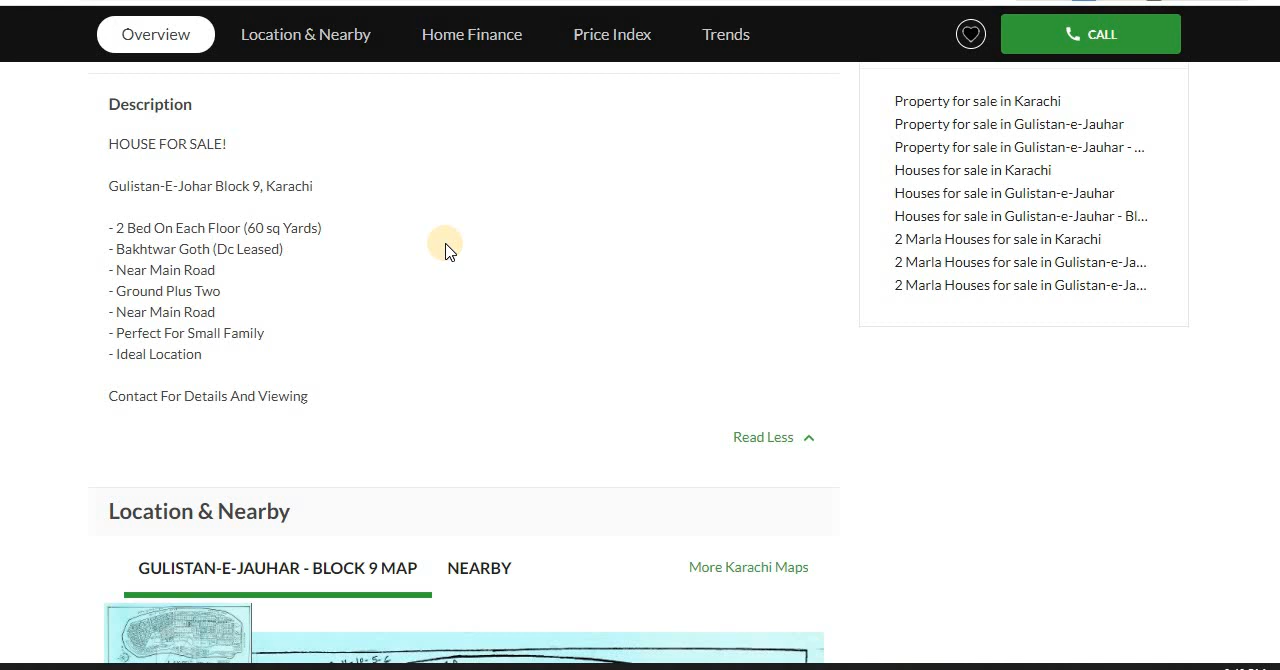 Overview
Location & Nearby
Home Finance
Price Index
Trends
CALL
Description
HOUSE FOR SALE!
Gulistan-E-Johar Block 9, Karachi
- 2 Bed On Each Floor (60 sq Yards)
- Bakhtwar Goth (Dc Leased)
- Near Main Road
- Ground Plus Two
- Near Main Road
- Perfect For Small Family
- Ideal Location
Contact For Details And Viewing
Read Less
Property for sale in Karachi
Property for sale in Gulistan-e-Jauhar
Property for sale in Gulistan-e-Jauhar - ...
Houses for sale in Karachi
Houses for sale in Gulistan-e-Jauhar
Houses for sale in Gulistan-e-Jauhar - Bl...
2 Marla Houses for sale in Karachi
2 Marla Houses for sale in Gulistan-e-Ja...
2 Marla Houses for sale in Gulistan-e-Ja...
Location & Nearby
GULISTAN-E-JAUHAR - BLOCK 9 MAP
NEARBY
More Karachi Maps